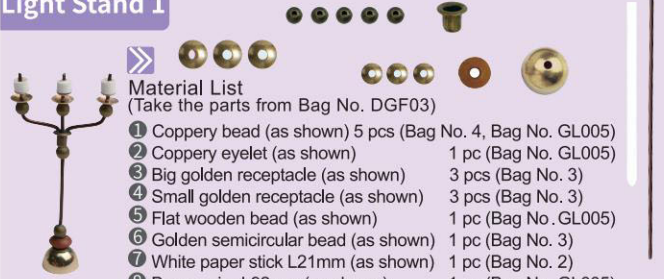 Light Stand 1
Material List
(Take the parts from Bag No. DGF03)
1 Coppery bead (as shown) 5 pcs (Bag No. 4, Bag No. GL005)
2 Coppery eyelet (as shown) 1 pc (Bag No. GL005)
3 Big golden receptacle (as shown) 3 pcs (Bag No. 3)
4 Small golden receptacle (as shown) 3 pcs (Bag No. 3)
5 Flat wooden bead (as shown) 1 pc (Bag No. GL005)
6 Golden semicircular bead (as shown) 1 pc (Bag No. 3)
7 White paper stick L21mm (as shown) 1 pc (Bag No. 2)